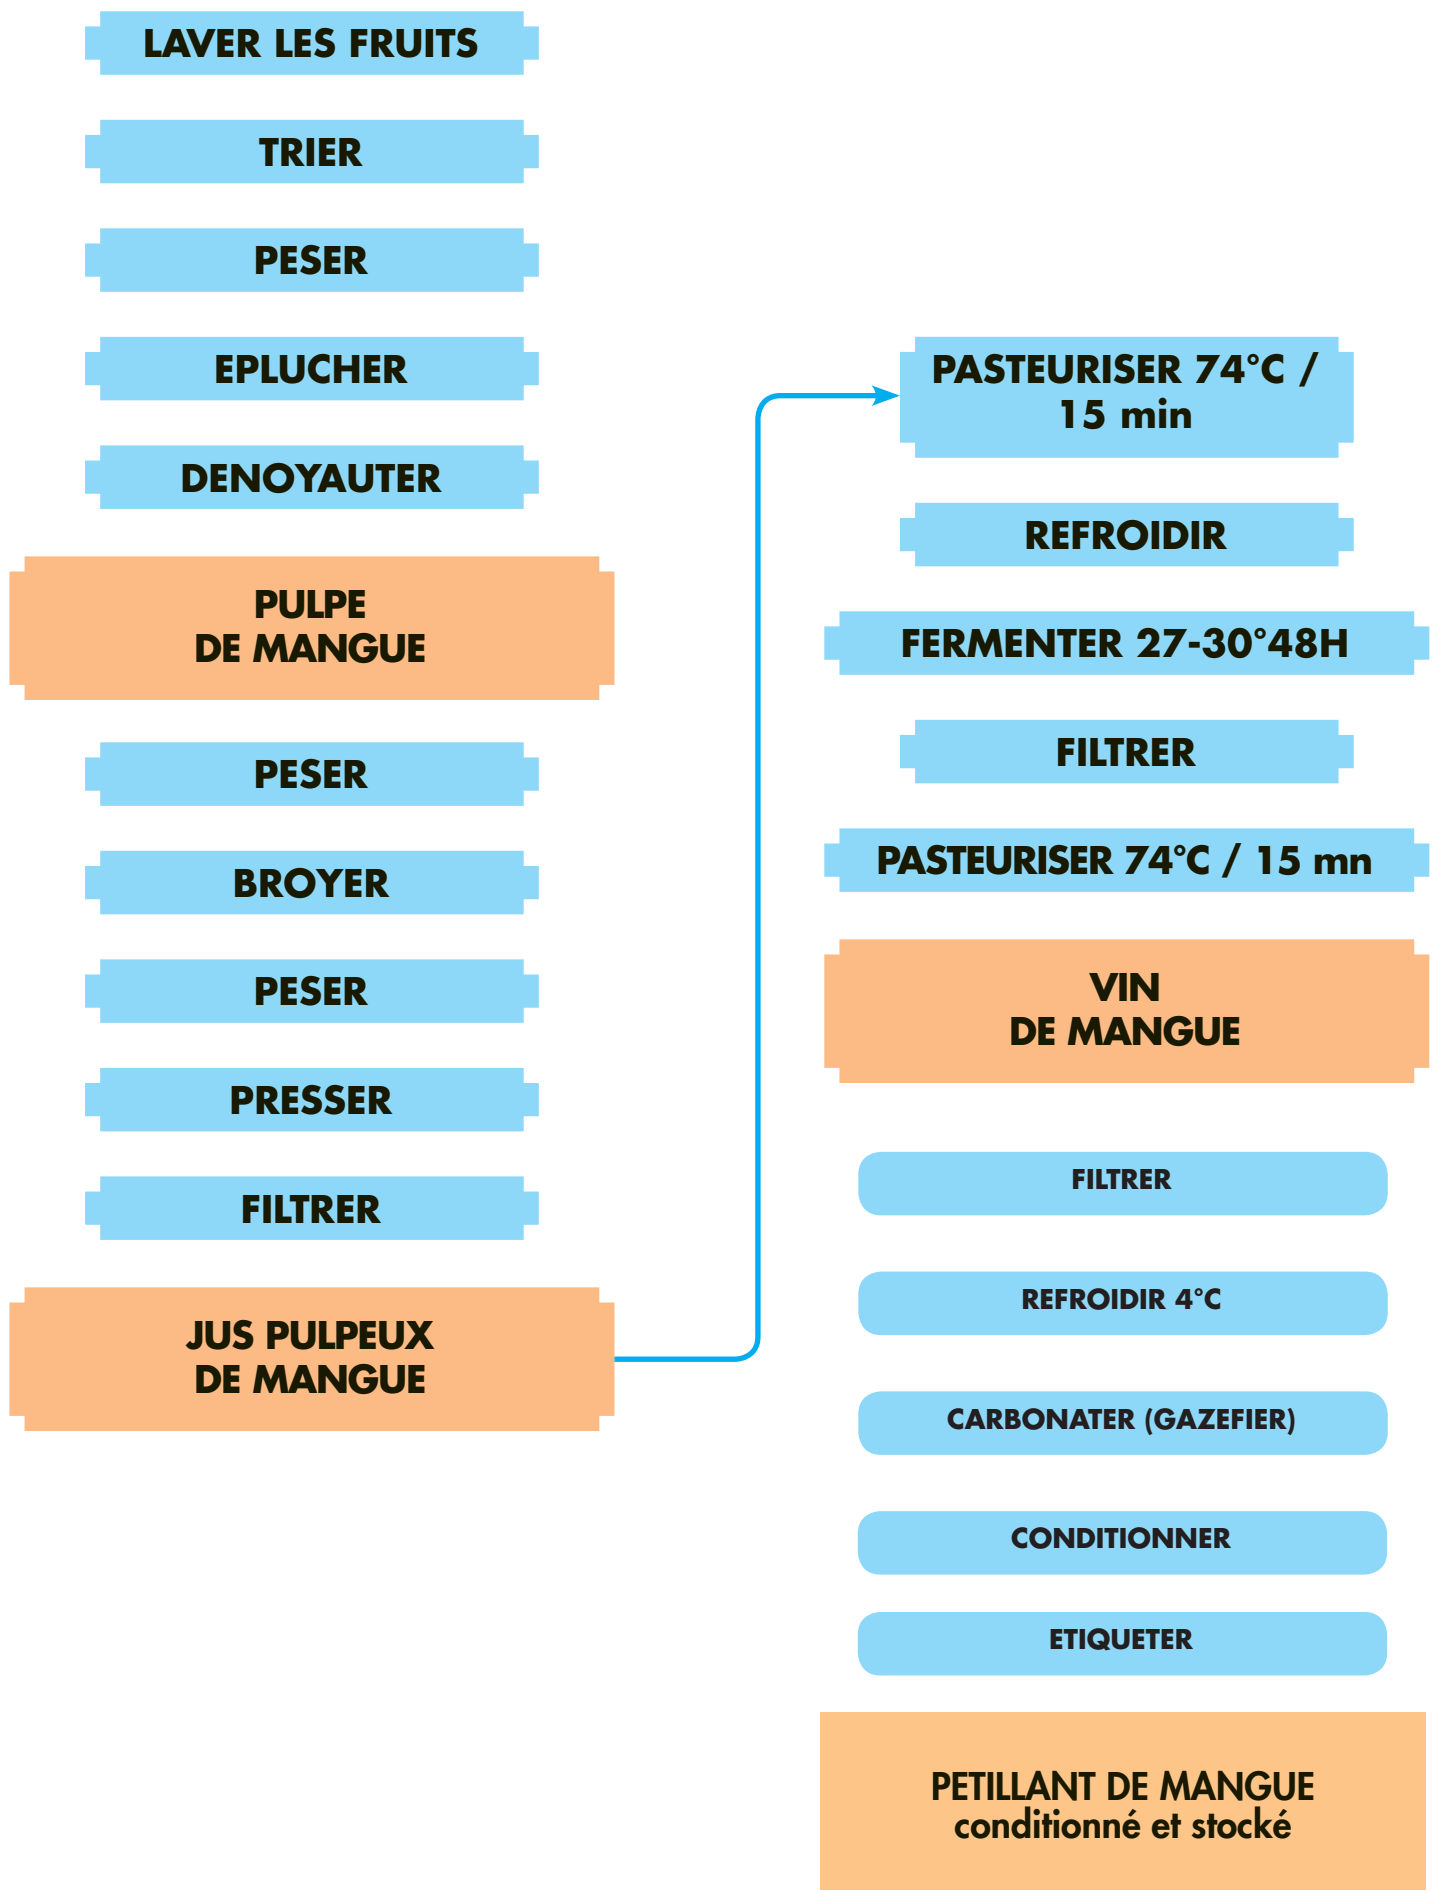 LAVER LES FRUITS
TRIER
PESER
EPLUCHER
DENOYAUTER
PULPE
DE MANGUE
PESER
BROYER
PESER
PRESSER
FILTRER
JUS PULPEUX
DE MANGUE
PASTEURISER 74°C /
15 min
REFROIDIR
FERMENTER 27-30°48H
FILTRER
PASTEURISER 74°C / 15 mn
VIN
DE MANGUE
FILTRER
REFROIDIR 4°C
CARBONATER (GAZEFIER)
CONDITIONNER
ETIQUETER
PETILLANT DE MANGUE
conditionné et stocké